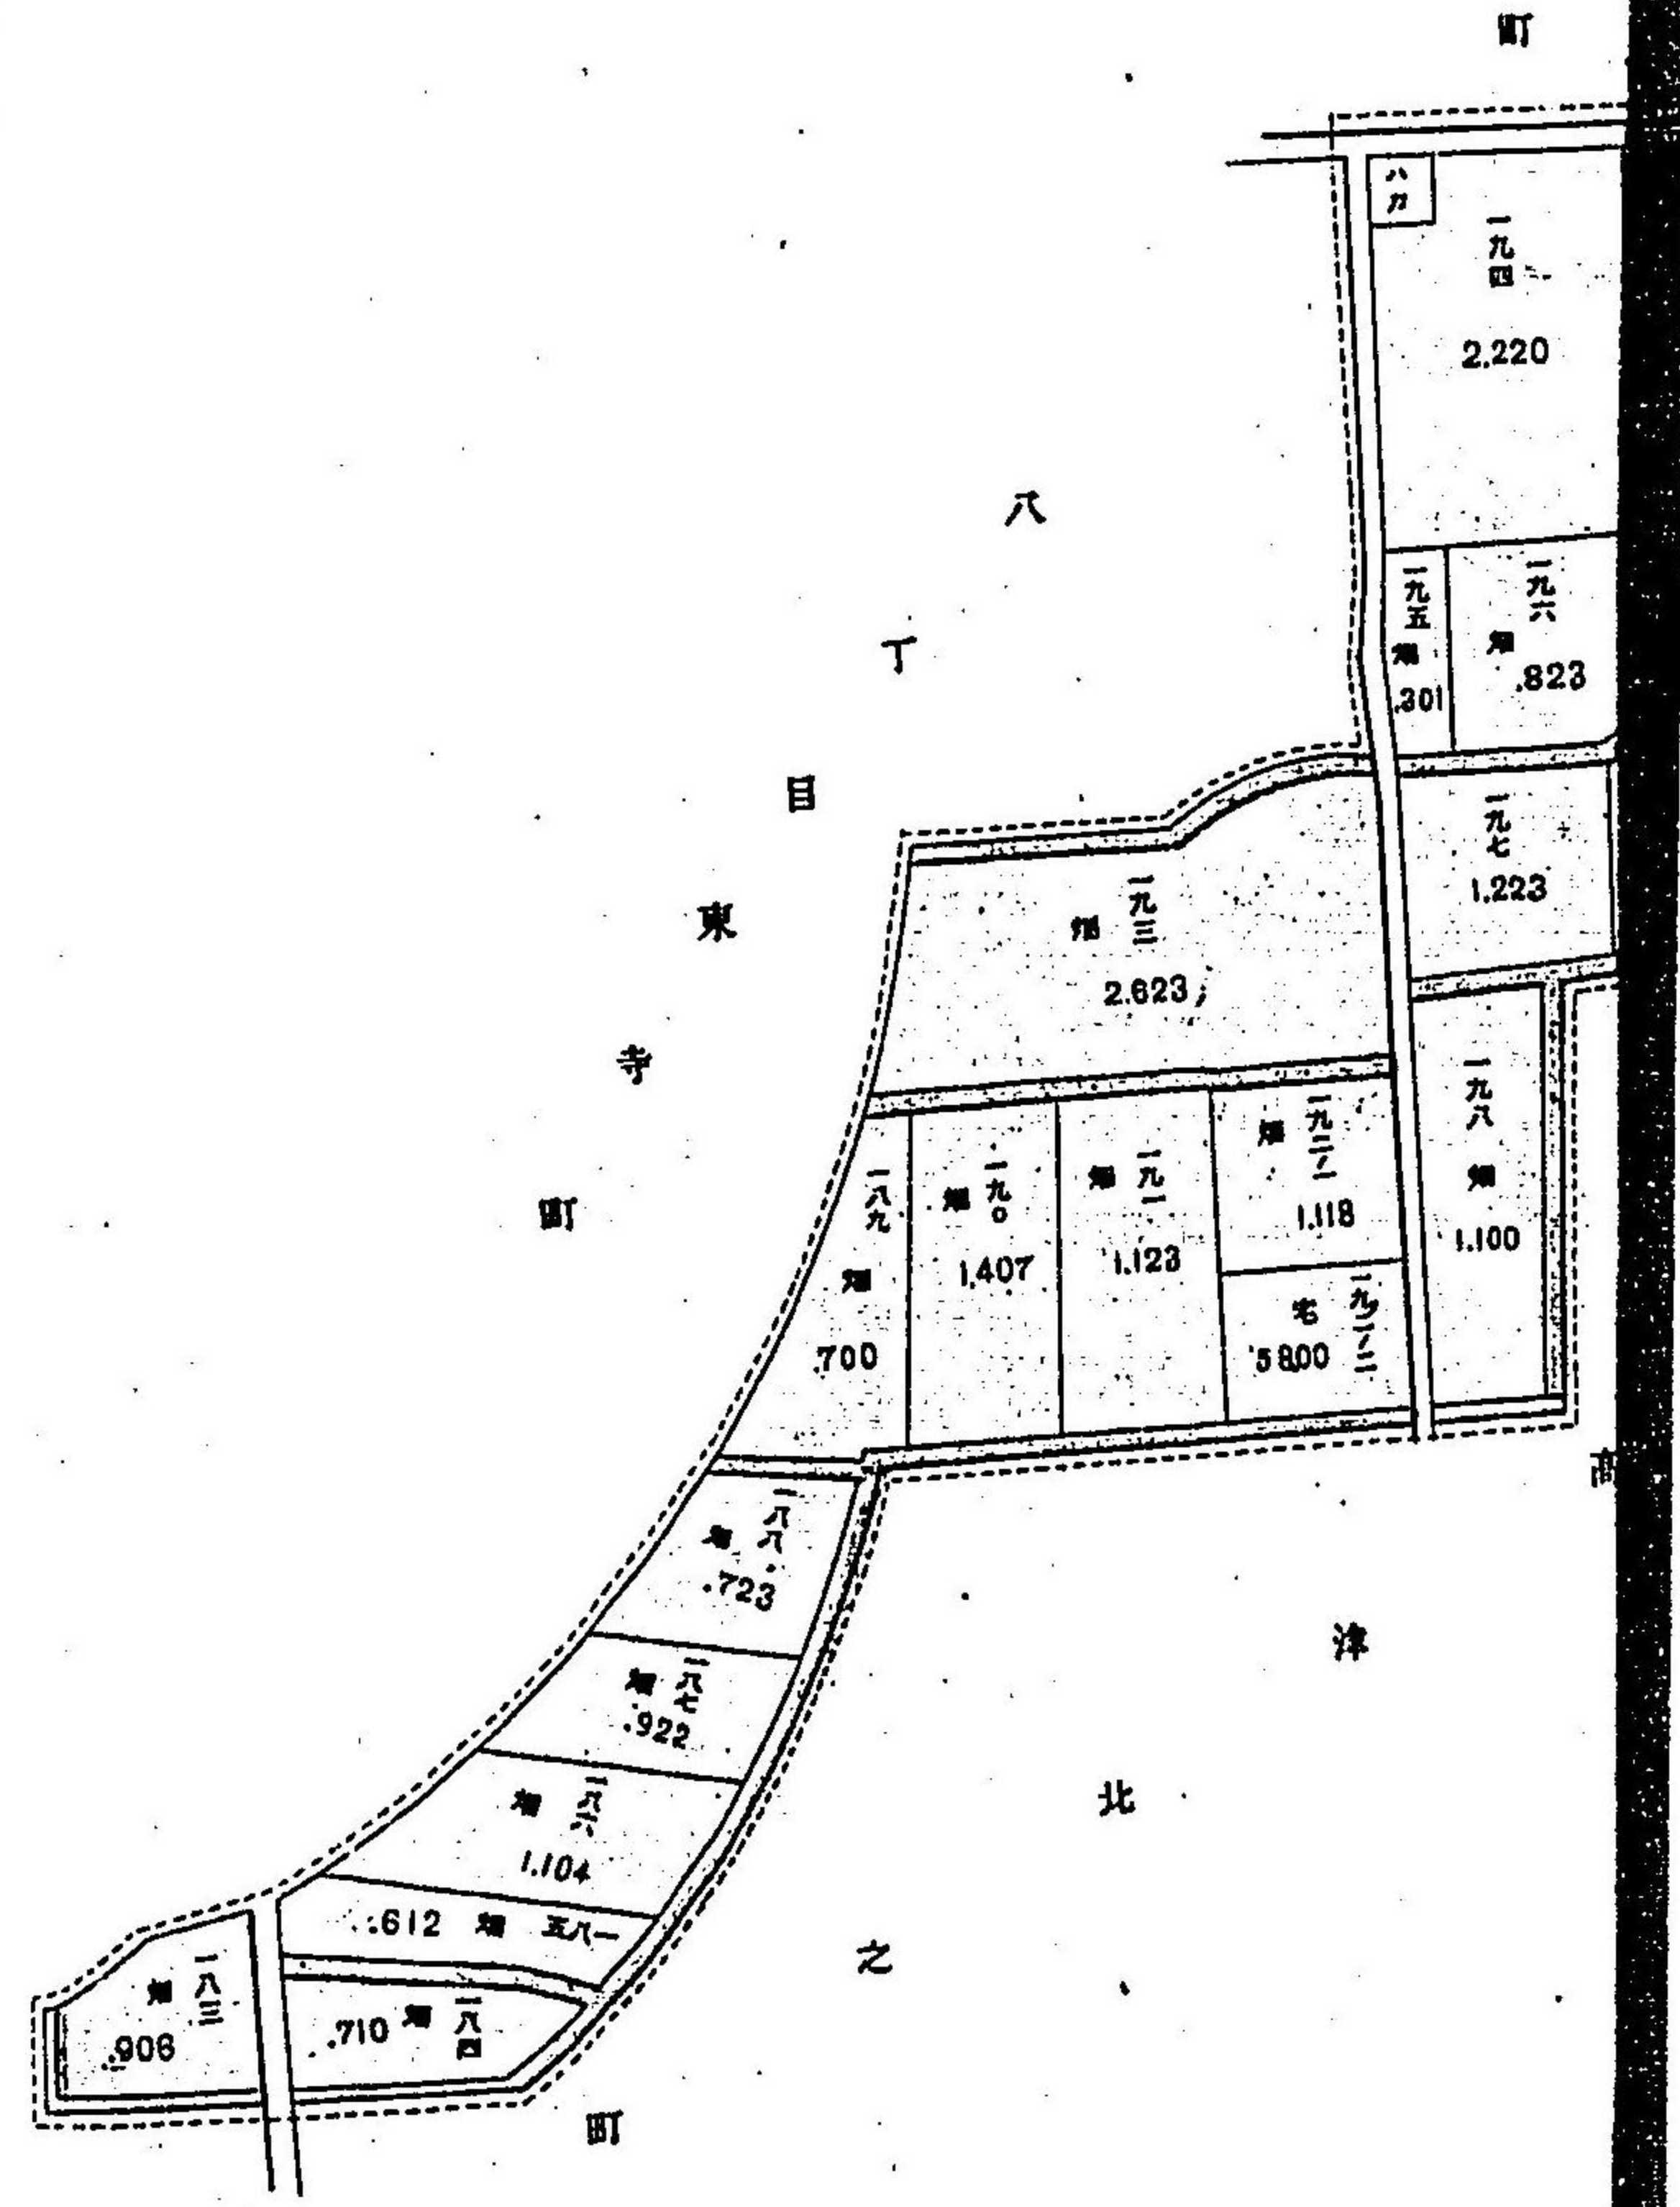 町
ハカ
一九四
2.220
一九五
畑
.301
一九六
畑
.823
一九七
1.223
一九三
畑
2.623
一九八
畑
1.100
一九二ノ一
畑
1.118
一九二ノ二
宅
5800
一九一
畑
1.123
一九〇
畑
1.407
一八九
畑
.700
一八八
畑
.723
一八七
畑
.922
一八六
畑
1.104
一八五 畑 .612
一八四
畑
.710
一八三
畑
.906
八丁目東寺町
高津北之町